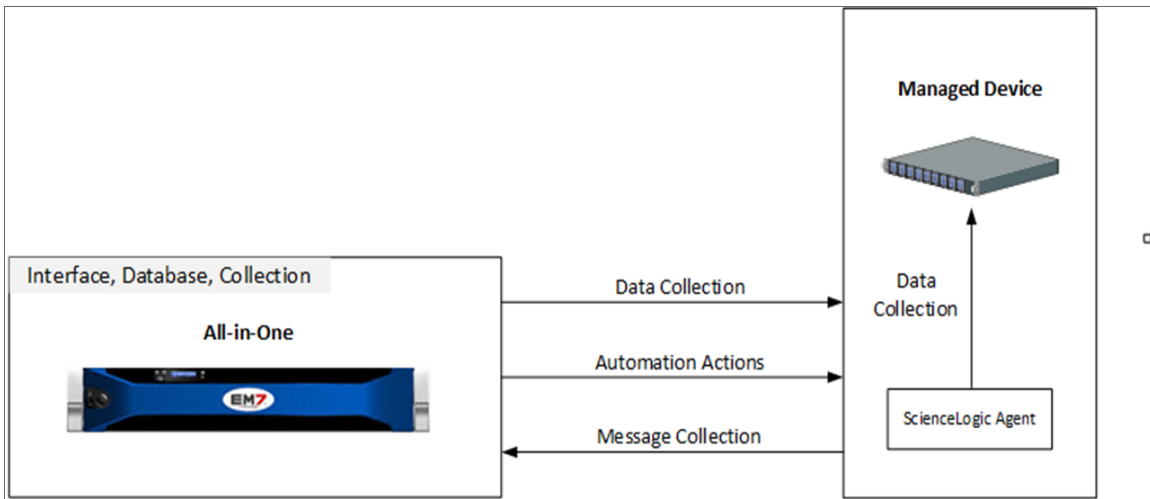 Managed Device
Interface, Database, Collection
All-in-One
EM7
Data Collection
Automation Actions
Message Collection
Data
Collection
ScienceLogic Agent